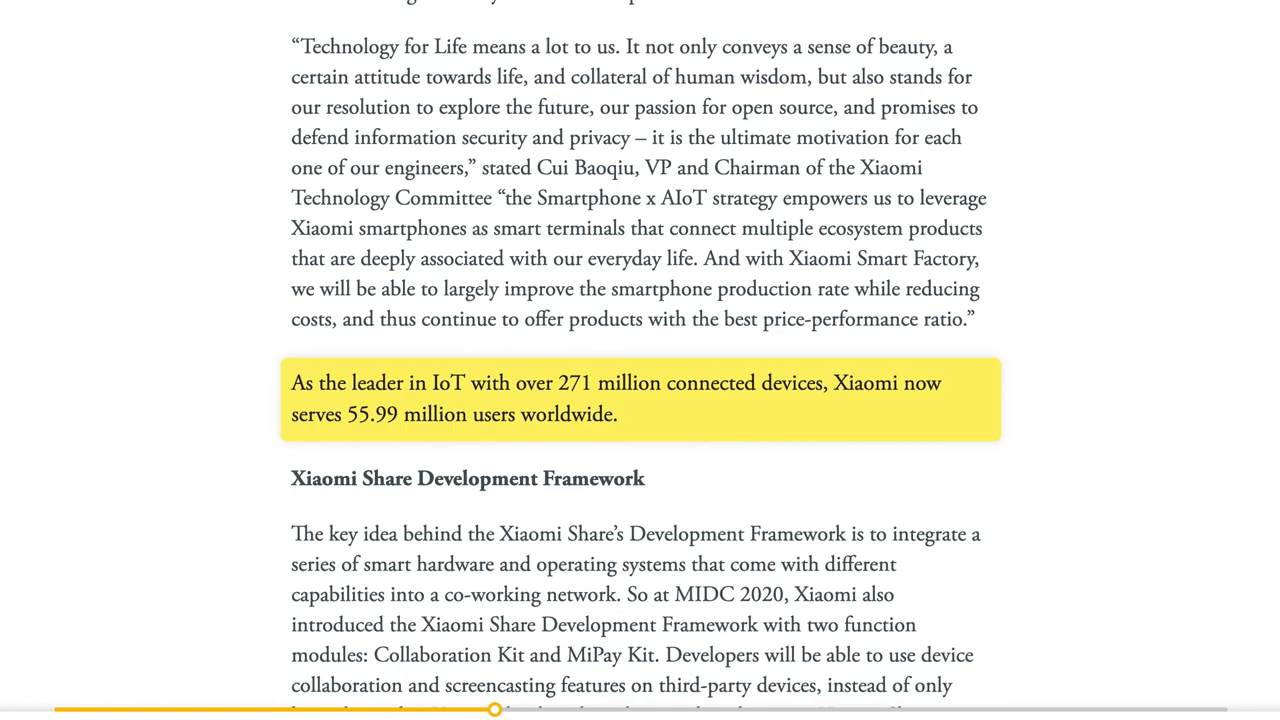 “Technology for Life means a lot to us. It not only conveys a sense of beauty, a
certain attitude towards life, and collateral of human wisdom, but also stands for
our resolution to explore the future, our passion for open source, and promises to
defend information security and privacy – it is the ultimate motivation for each
one of our engineers,” stated Cui Baoqiu, VP and Chairman of the Xiaomi
Technology Committee “the Smartphone x AIoT strategy empowers us to leverage
Xiaomi smartphones as smart terminals that connect multiple ecosystem products
that are deeply associated with our everyday life. And with Xiaomi Smart Factory,
we will be able to largely improve the smartphone production rate while reducing
costs, and thus continue to offer products with the best price-performance ratio.”
As the leader in IoT with over 271 million connected devices, Xiaomi now
serves 55.99 million users worldwide.
Xiaomi Share Development Framework
The key idea behind the Xiaomi Share’s Development Framework is to integrate a
series of smart hardware and operating systems that come with different
capabilities into a co-working network. So at MIDC 2020, Xiaomi also
introduced the Xiaomi Share Development Framework with two function
modules: Collaboration Kit and MiPay Kit. Developers will be able to use device
collaboration and screencasting features on third-party devices, instead of only